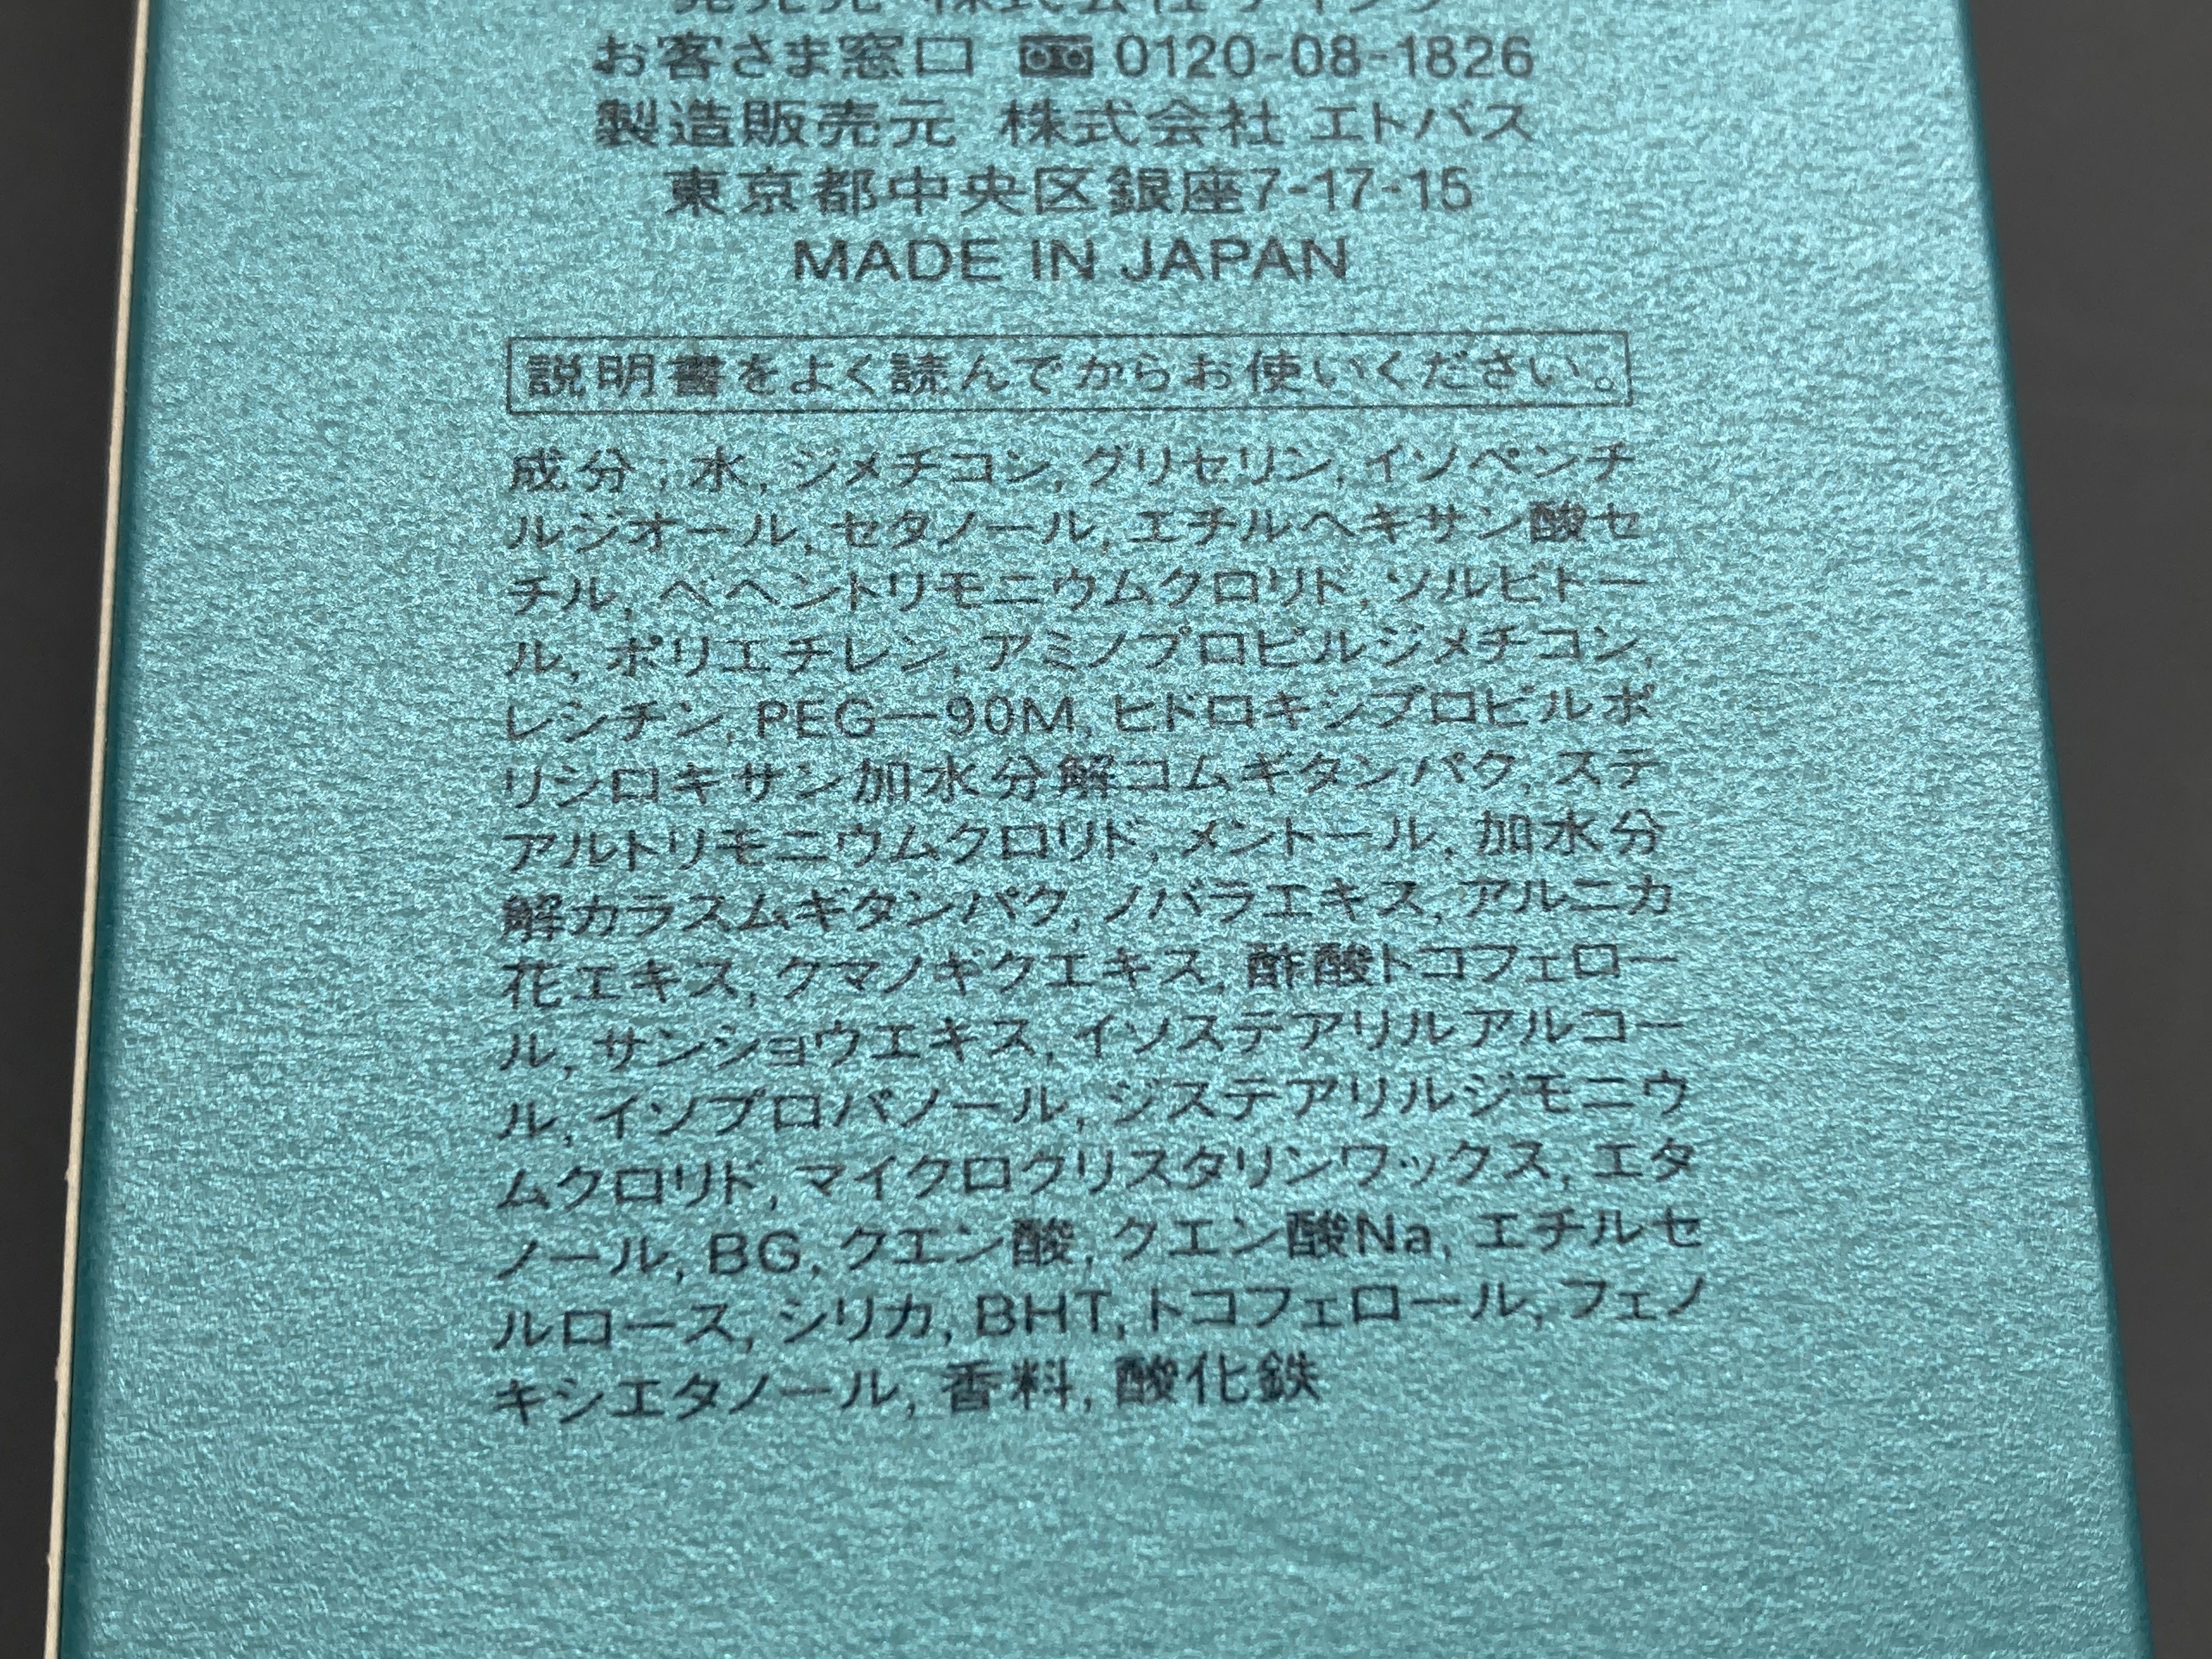 お客さま窓口 0120-08-1826
製造販売元 株式会社 エトバス
東京都中央区銀座7-17-15
MADE IN JAPAN
説明書をよく読んでからお使いください。
成分：水, ジメチコン, グリセリン, イソペンチ
ルジオール, セタノール, エチルヘキサン酸セ
チル, ベヘントリモニウムクロリド, ソルビトー
ル, ポリエチレン, アミノプロピルジメチコン,
レシチン, PEG－90M, ヒドロキシプロピルポ
リシロキサン加水分解コムギタンパク, ステ
アルトリモニウムクロリド, メントール, 加水分
解カラスムギタンパク, ノバラエキス, アルニカ
花エキス, クマノギクエキス, 酢酸トコフェロー
ル, サンショウエキス, イソステアリルアルコー
ル, イソプロパノール, ジステアリルジモニウ
ムクロリド, マイクロクリスタリンワックス, エタ
ノール, BG, クエン酸, クエン酸Na, エチルセ
ルロース, シリカ, BHT, トコフェロール, フェノ
キシエタノール, 香料, 酸化鉄